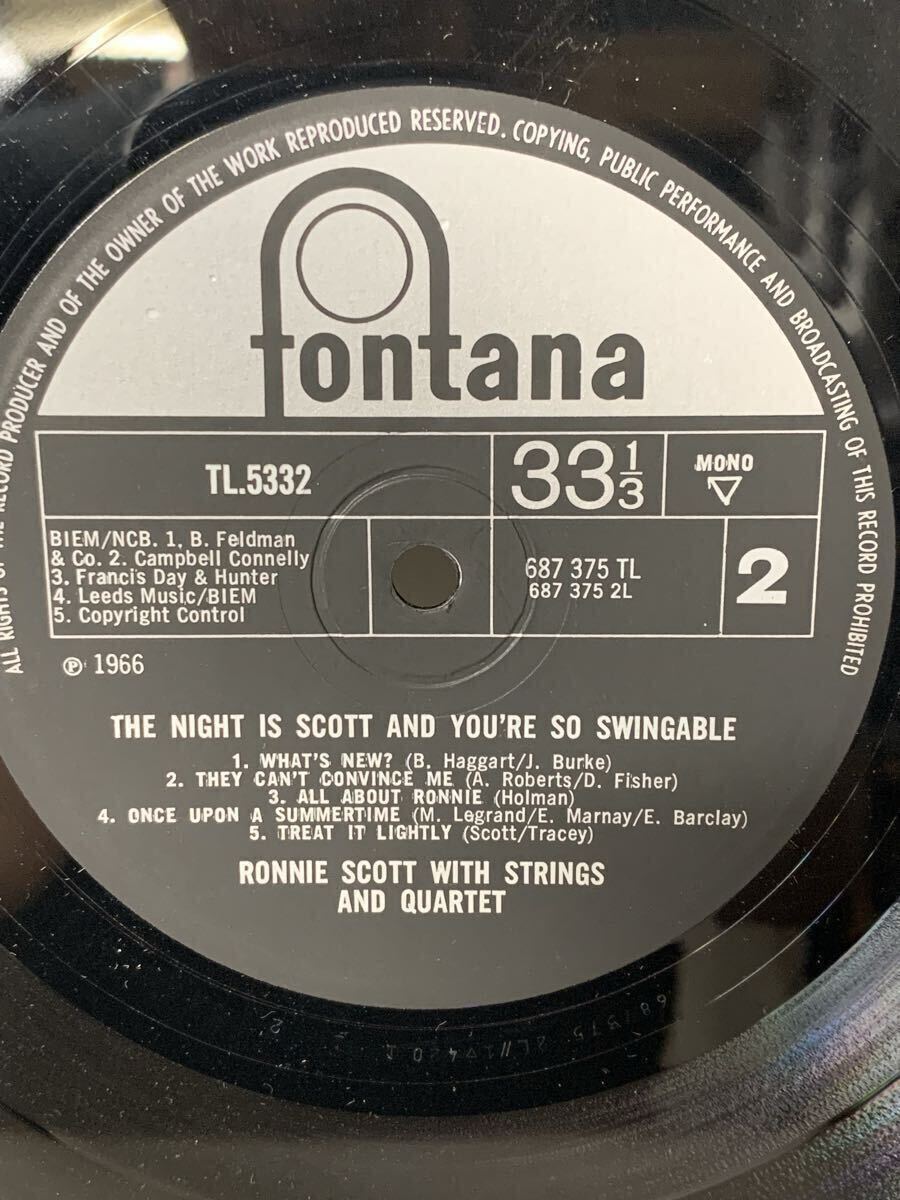 ALL RIGHTS OF THE RECORD PRODUCER AND OF THE OWNER OF THE WORK REPRODUCED RESERVED. COPYING, PUBLIC PERFORMANCE AND BROADCASTING OF THIS RECORD PROHIBITED
fontana
TL.5332
33 1/3
MONO
BIEM/NCB. 1, B. Feldman
& Co. 2. Campbell Connelly
3. Francis Day & Hunter
4. Leeds Music/BIEM
5. Copyright Control
687 375 TL
687 375 2L
2
℗ 1966
THE NIGHT IS SCOTT AND YOU'RE SO SWINGABLE
1. WHAT'S NEW? (B. Haggart/J. Burke)
2. THEY CAN'T CONVINCE ME (A. Roberts/D. Fisher)
3. ALL ABOUT RONNIE (Holman)
4. ONCE UPON A SUMMERTIME (M. Legrand/E. Marnay/E. Barclay)
5. TREAT IT LIGHTLY (Scott/Tracey)
RONNIE SCOTT WITH STRINGS
AND QUARTET